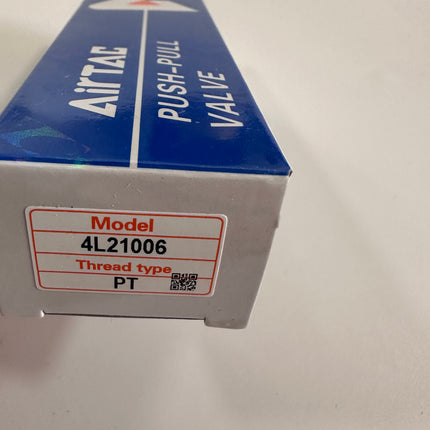 AirTAC
PUSH-PULL
VALVE
Model
4L21006
Thread type
PT